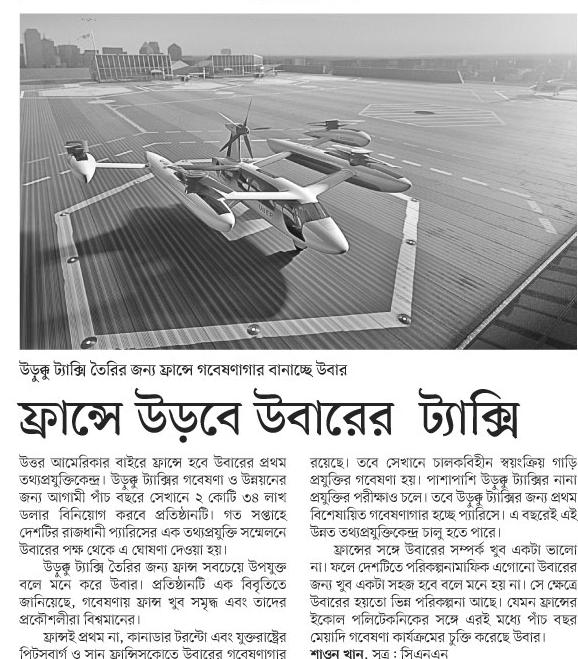 উড়ুক্কু ট্যাক্সি তৈরির জন্য ফ্রান্সে গবেষণাগার বানাচ্ছে উবার
ফ্রান্সে উড়বে উবারের ট্যাক্সি
উত্তর আমেরিকার বাইরে ফ্রান্সে হবে উবারের প্রথম
তথ্যপ্রযুক্তিকেন্দ্র। উড়ুক্কু ট্যাক্সির গবেষণা ও উন্নয়নের
জন্য আগামী পাঁচ বছরে সেখানে ২ কোটি ৩৪ লাখ
ডলার বিনিয়োগ করবে প্রতিষ্ঠানটি। গত সপ্তাহে
দেশটির রাজধানী প্যারিসের এক তথ্যপ্রযুক্তি সম্মেলনে
উবারের পক্ষ থেকে এ ঘোষণা দেওয়া হয়।
উড়ুক্কু ট্যাক্সি তৈরির জন্য ফ্রান্স সবচেয়ে উপযুক্ত
বলে মনে করে উবার। প্রতিষ্ঠানটি এক বিবৃতিতে
জানিয়েছে, গবেষণায় ফ্রান্স খুব সমৃদ্ধ এবং তাদের
প্রকৌশলীরা বিশ্বমানের।
ফ্রান্সই প্রথম না, কানাডার টরন্টো এবং যুক্তরাষ্ট্রের
পিটসবার্গ ও সান ফ্রান্সিসকোতে উবারের গবেষণাগার
রয়েছে। তবে সেখানে চালকবিহীন স্বয়ংক্রিয় গাড়ি
প্রযুক্তির গবেষণা হয়। পাশাপাশি উড়ুক্কু ট্যাক্সির নানা
প্রযুক্তির পরীক্ষাও চলে। তবে উড়ুক্কু ট্যাক্সির জন্য প্রথম
বিশেষায়িত গবেষণাগার হচ্ছে প্যারিসে। এ বছরেই এই
উন্নত তথ্যপ্রযুক্তিকেন্দ্র চালু হতে পারে।
ফ্রান্সের সঙ্গে উবারের সম্পর্ক খুব একটা ভালো
না। ফলে দেশটিতে পরিকল্পনামাফিক এগোনো উবারের
জন্য খুব একটা সহজ হবে বলে মনে হয় না। সে ক্ষেত্রে
উবারের হয়তো ভিন্ন পরিকল্পনা আছে। যেমন ফ্রান্সের
ইকোল পলিটেকনিকের সঙ্গে এরই মধ্যে পাঁচ বছর
মেয়াদি গবেষণা কার্যক্রমের চুক্তি করেছে উবার।
শাওন খান, সূত্র : সিএনএন